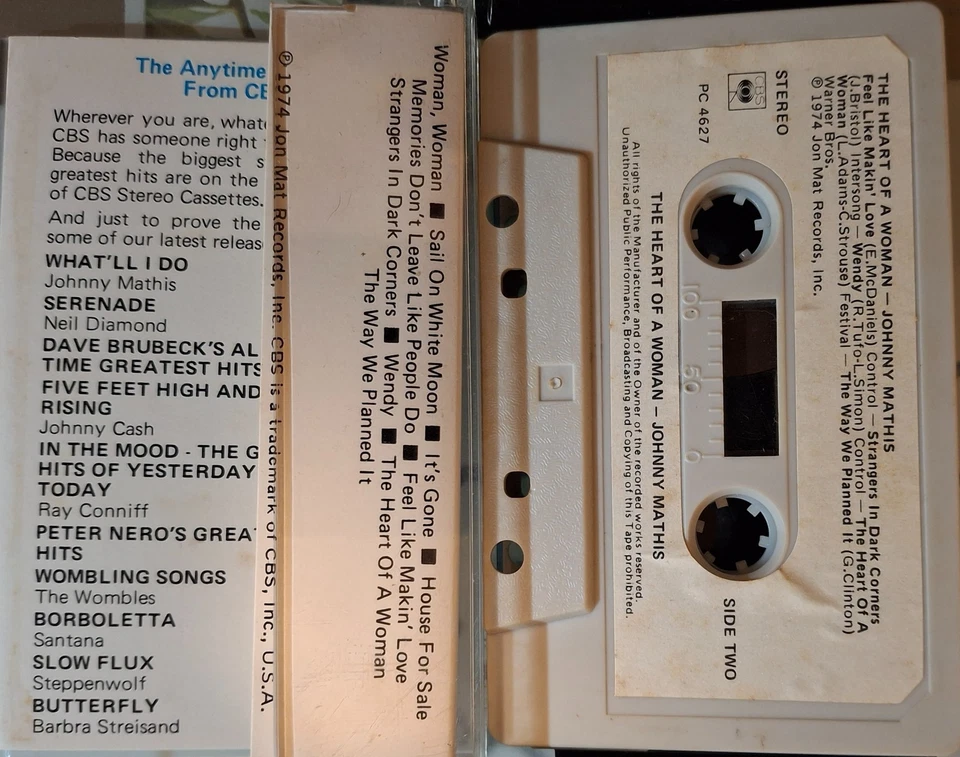 The Anytime
From CB
Wherever you are, what
CBS has someone right
Because the biggest s
greatest hits are on the
of CBS Stereo Cassettes.
And just to prove the
some of our latest releas
WHAT'LL I DO
Johnny Mathis
SERENADE
Neil Diamond
DAVE BRUBECK'S AL
TIME GREATEST HITS
FIVE FEET HIGH AND
RISING
Johnny Cash
IN THE MOOD - THE G
HITS OF YESTERDAY
TODAY
Ray Conniff
PETER NERO'S GREA
HITS
WOMBLING SONGS
The Wombles
BORBOLETTA
Santana
SLOW FLUX
Steppenwolf
BUTTERFLY
Barbra Streisand
Woman, Woman ■ Sail On White Moon ■ It's Gone ■ House For Sale
Memories Don't Leave Like People Do ■ Feel Like Makin' Love
Strangers In Dark Corners ■ Wendy ■ The Heart Of A Woman
The Way We Planned It
℗ 1974 Jon Mat Records, Inc. CBS is a trademark of CBS, Inc., U.S.A.
THE HEART OF A WOMAN — JOHNNY MATHIS
Feel Like Makin' Love (E.McDaniels) Control — Strangers In Dark Corners
(J.Bristol) Intersong — Wendy (R.Tufo-L.Simon) Control — The Heart Of A
Woman (L.Adams-C.Strouse) Festival — The Way We Planned It (G.Clinton)
Warner Bros.
℗ 1974 Jon Mat Records, Inc.
STEREO
CBS
PC 4627
SIDE TWO
100 50 0
THE HEART OF A WOMAN — JOHNNY MATHIS
All rights of the Manufacturer and of the Owner of the recorded works reserved.
Unauthorized Public Performance, Broadcasting and Copying of this Tape prohibited.